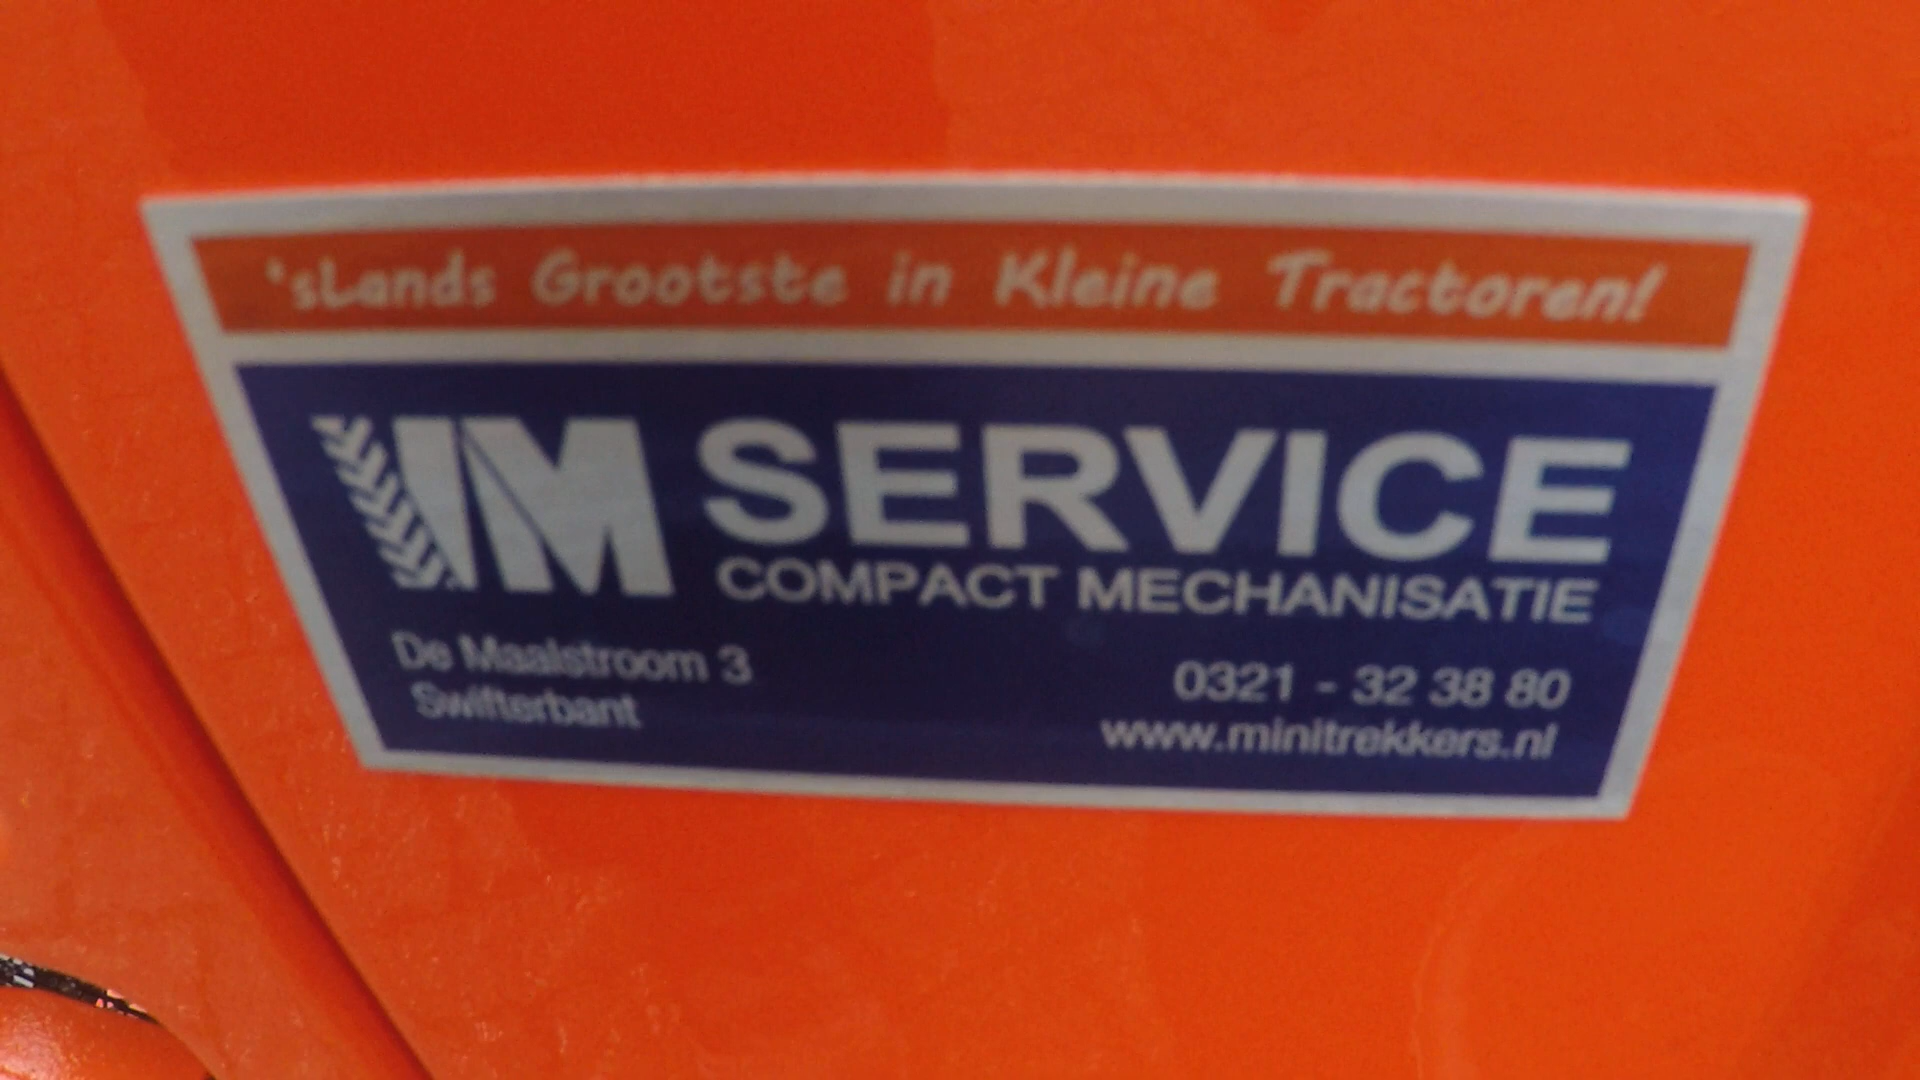 'sLands Grootste in Kleine Tractoren!
IM SERVICE
COMPACT MECHANISATIE
De Maalstroom 3
Swifterbant
0321 - 32 38 80
www.minitrekkers.nl